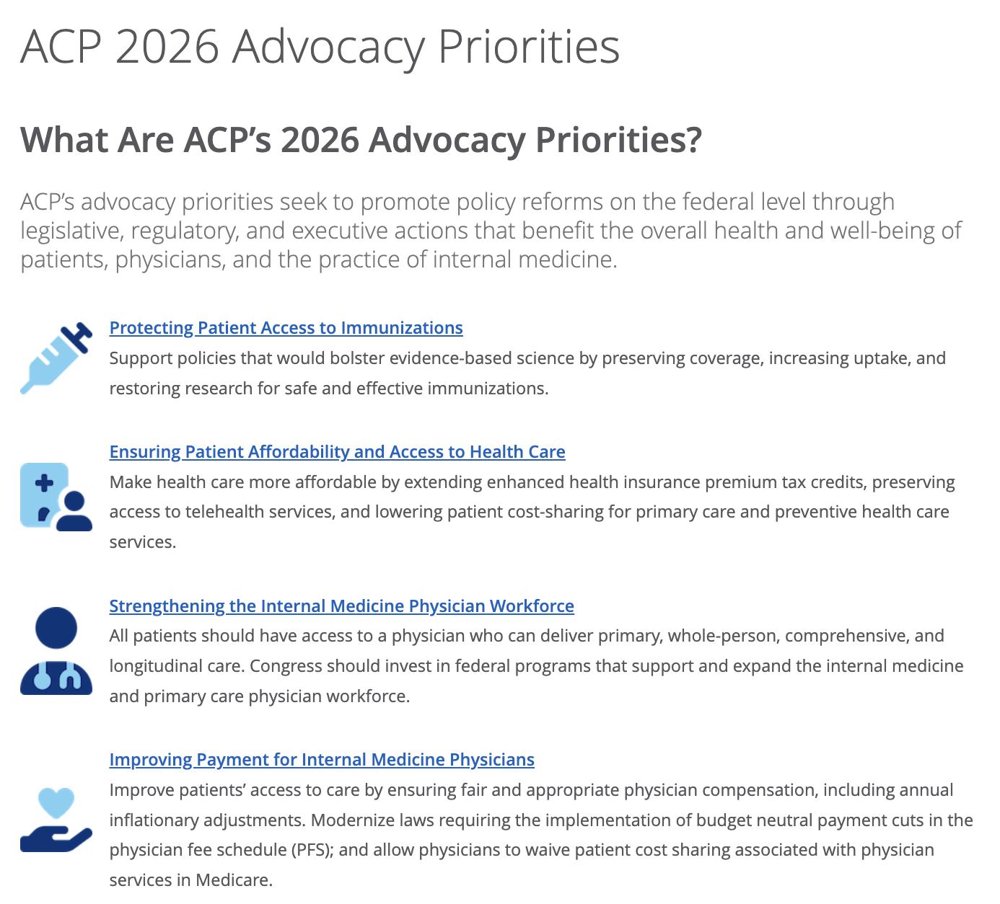 ACP 2026 Advocacy Priorities
What Are ACP’s 2026 Advocacy Priorities?
ACP’s advocacy priorities seek to promote policy reforms on the federal level through
legislative, regulatory, and executive actions that benefit the overall health and well-being of
patients, physicians, and the practice of internal medicine.
Protecting Patient Access to Immunizations
Support policies that would bolster evidence-based science by preserving coverage, increasing uptake, and
restoring research for safe and effective immunizations.
Ensuring Patient Affordability and Access to Health Care
Make health care more affordable by extending enhanced health insurance premium tax credits, preserving
access to telehealth services, and lowering patient cost-sharing for primary care and preventive health care
services.
Strengthening the Internal Medicine Physician Workforce
All patients should have access to a physician who can deliver primary, whole-person, comprehensive, and
longitudinal care. Congress should invest in federal programs that support and expand the internal medicine
and primary care physician workforce.
Improving Payment for Internal Medicine Physicians
Improve patients’ access to care by ensuring fair and appropriate physician compensation, including annual
inflationary adjustments. Modernize laws requiring the implementation of budget neutral payment cuts in the
physician fee schedule (PFS); and allow physicians to waive patient cost sharing associated with physician
services in Medicare.